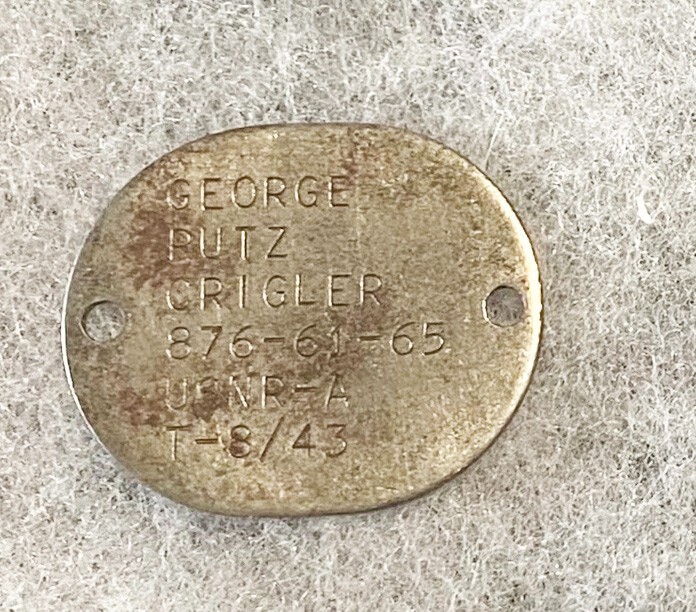 GEORGE
PUTZ
CRIGLER
876-61-65
USNR-A
T-8/43